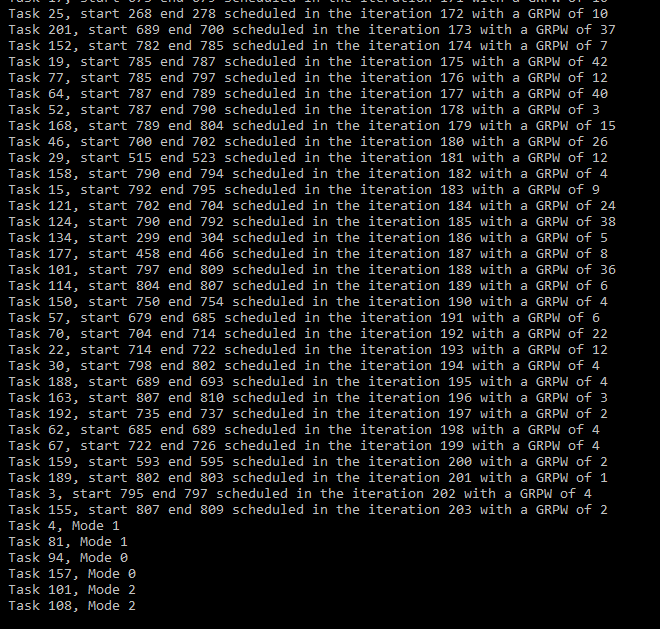 Task 25, start 268 end 278 scheduled in the iteration 172 with a GRPW of 10
Task 201, start 689 end 700 scheduled in the iteration 173 with a GRPW of 37
Task 152, start 782 end 785 scheduled in the iteration 174 with a GRPW of 7
Task 19, start 785 end 787 scheduled in the iteration 175 with a GRPW of 42
Task 77, start 785 end 797 scheduled in the iteration 176 with a GRPW of 12
Task 64, start 787 end 789 scheduled in the iteration 177 with a GRPW of 40
Task 52, start 787 end 790 scheduled in the iteration 178 with a GRPW of 3
Task 168, start 789 end 804 scheduled in the iteration 179 with a GRPW of 15
Task 46, start 700 end 702 scheduled in the iteration 180 with a GRPW of 26
Task 29, start 515 end 523 scheduled in the iteration 181 with a GRPW of 12
Task 158, start 790 end 794 scheduled in the iteration 182 with a GRPW of 4
Task 15, start 792 end 795 scheduled in the iteration 183 with a GRPW of 9
Task 121, start 702 end 704 scheduled in the iteration 184 with a GRPW of 24
Task 124, start 790 end 792 scheduled in the iteration 185 with a GRPW of 38
Task 134, start 299 end 304 scheduled in the iteration 186 with a GRPW of 5
Task 177, start 458 end 466 scheduled in the iteration 187 with a GRPW of 8
Task 101, start 797 end 809 scheduled in the iteration 188 with a GRPW of 36
Task 114, start 804 end 807 scheduled in the iteration 189 with a GRPW of 6
Task 150, start 750 end 754 scheduled in the iteration 190 with a GRPW of 4
Task 57, start 679 end 685 scheduled in the iteration 191 with a GRPW of 6
Task 70, start 704 end 714 scheduled in the iteration 192 with a GRPW of 22
Task 22, start 714 end 722 scheduled in the iteration 193 with a GRPW of 12
Task 30, start 798 end 802 scheduled in the iteration 194 with a GRPW of 4
Task 188, start 689 end 693 scheduled in the iteration 195 with a GRPW of 4
Task 163, start 807 end 810 scheduled in the iteration 196 with a GRPW of 3
Task 192, start 735 end 737 scheduled in the iteration 197 with a GRPW of 2
Task 62, start 685 end 689 scheduled in the iteration 198 with a GRPW of 4
Task 67, start 722 end 726 scheduled in the iteration 199 with a GRPW of 4
Task 159, start 593 end 595 scheduled in the iteration 200 with a GRPW of 2
Task 189, start 802 end 803 scheduled in the iteration 201 with a GRPW of 1
Task 3, start 795 end 797 scheduled in the iteration 202 with a GRPW of 4
Task 155, start 807 end 809 scheduled in the iteration 203 with a GRPW of 2
Task 4, Mode 1
Task 81, Mode 1
Task 94, Mode 0
Task 157, Mode 0
Task 101, Mode 2
Task 108, Mode 2